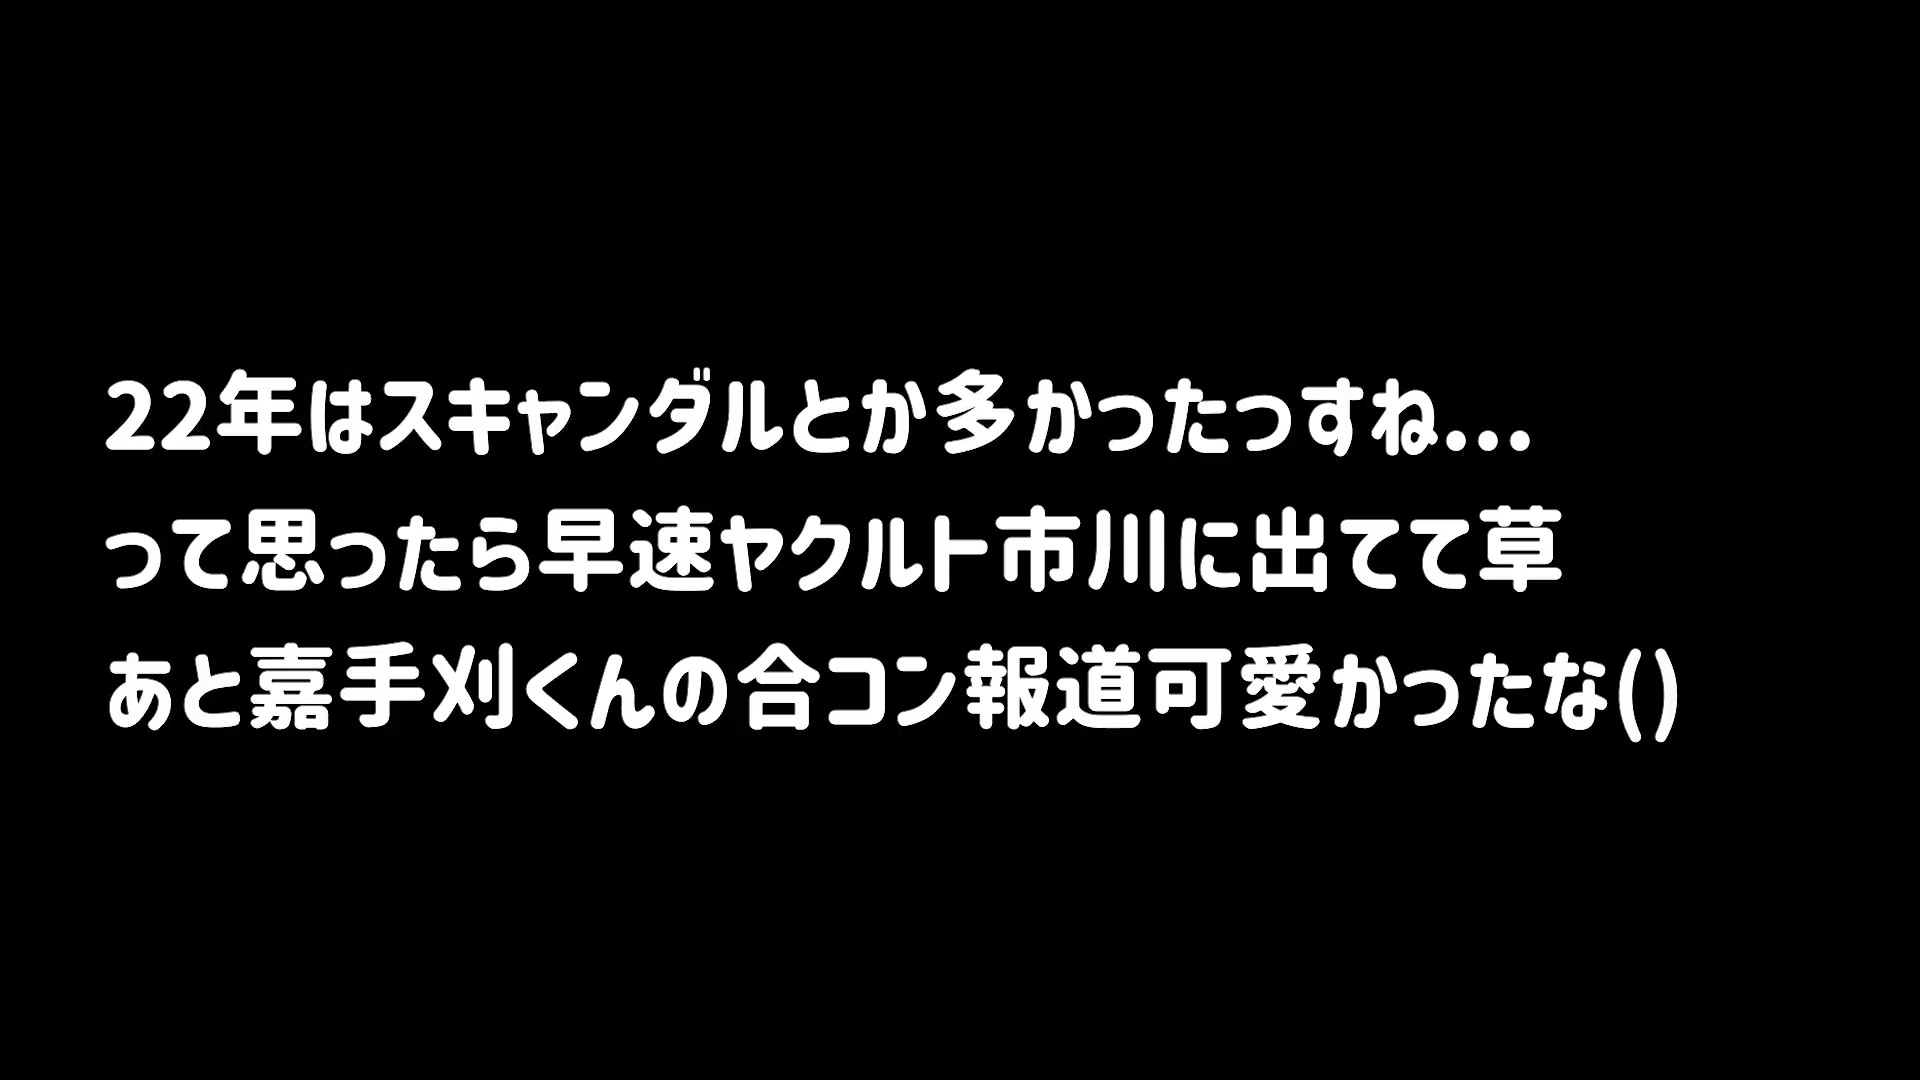 22年はスキャンダルとか多かったっすね...
って思ったら早速ヤクルト市川に出てて草
あと嘉手刈くんの合コン報道可愛かったな()